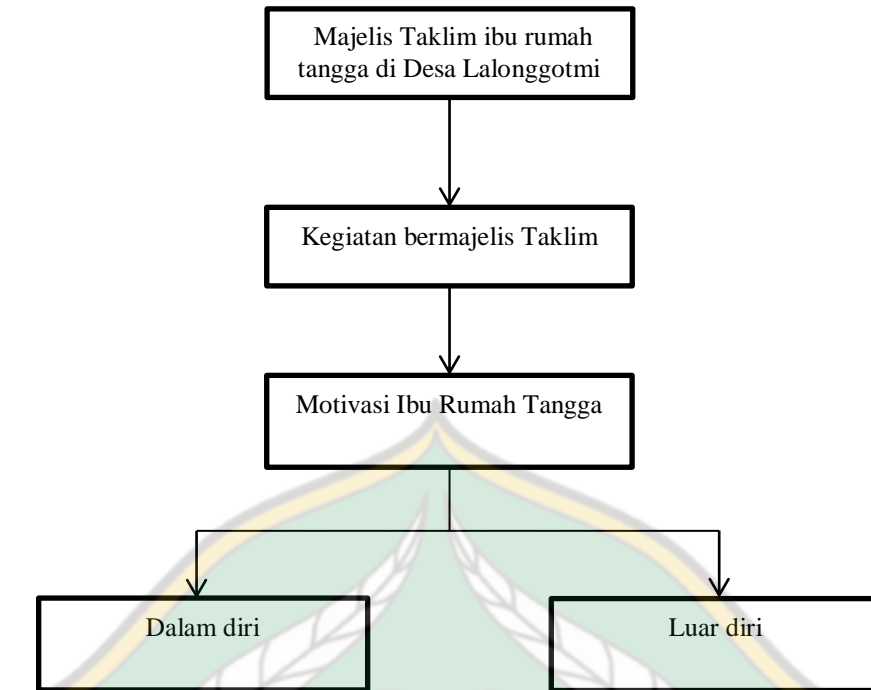 Majelis Taklim ibu rumah
tangga di Desa Lalonggotmi
Kegiatan bermajelis Taklim
Motivasi Ibu Rumah Tangga
Dalam diri
Luar diri